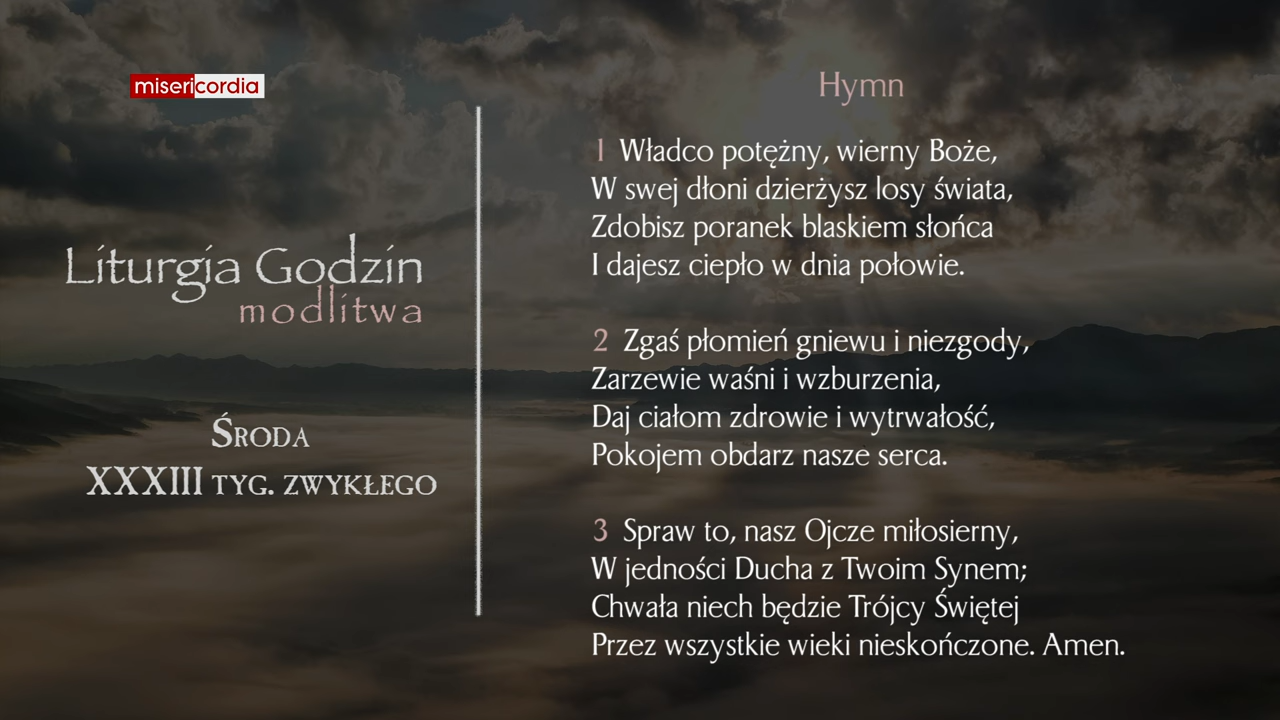 misericordia
Liturgia Godzin
modlitwa
Środa
XXXIII tyg. zwykłego
Hymn
1 Władco potężny, wierny Boże,
W swej dłoni dzierżysz losy świata,
Zdobisz poranek blaskiem słońca
I dajesz ciepło w dnia połowie.
2 Zgaś płomień gniewu i niezgody,
Zarzewie waśni i wzburzenia,
Daj ciałom zdrowie i wytrwałość,
Pokojem obdarz nasze serca.
3 Spraw to, nasz Ojcze miłosierny,
W jedności Ducha z Twoim Synem;
Chwała niech będzie Trójcy Świętej
Przez wszystkie wieki nieskończone. Amen.